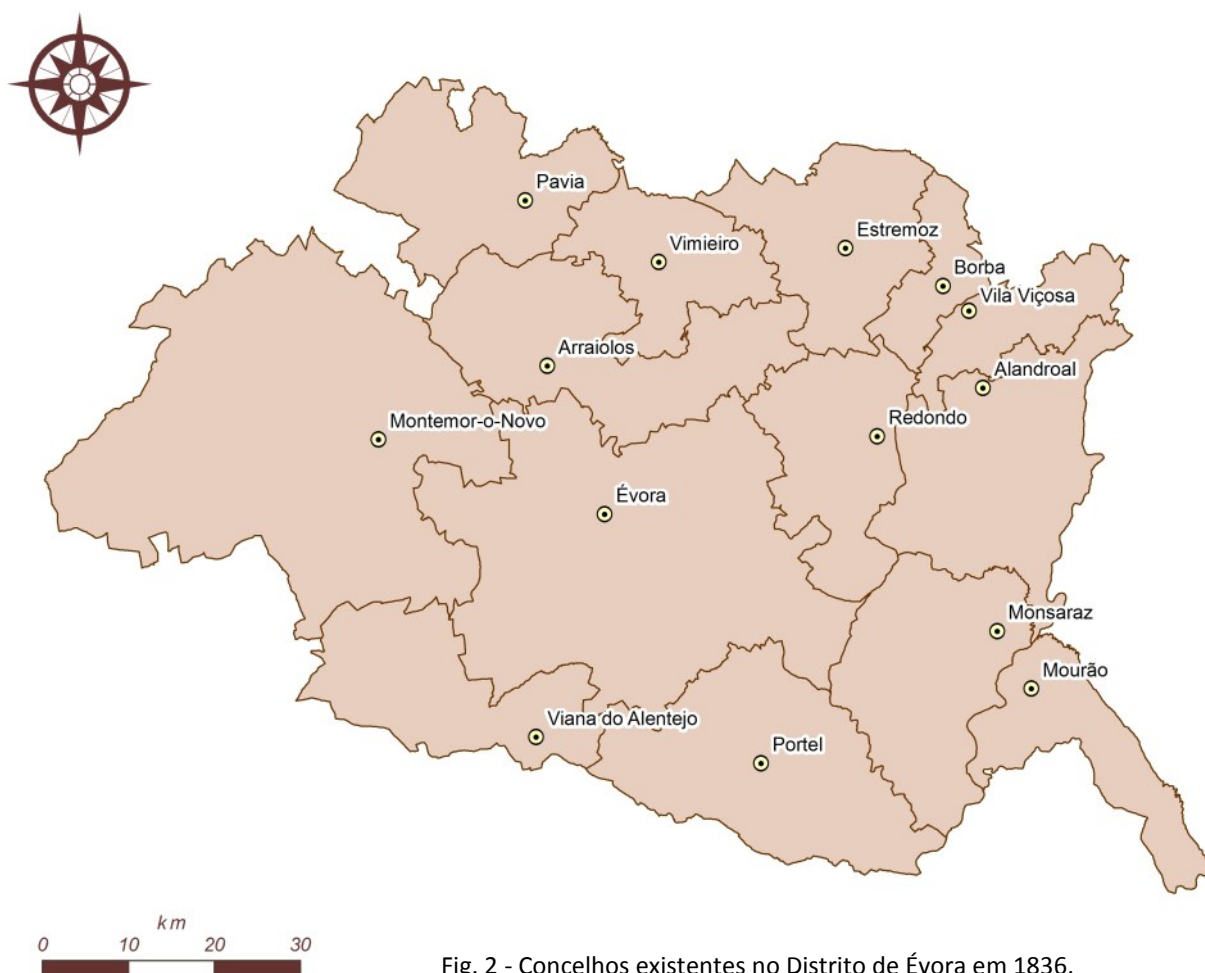 Pavia
Vimieiro
Estremoz
Borba
Vila Viçosa
Arraiolos
Alandroal
Montemor-o-Novo
Redondo
Évora
Monsaraz
Mourão
Viana do Alentejo
Portel
km
0 10 20 30
Fig. 2 - Concelhos existentes no Distrito de Évora em 1836.